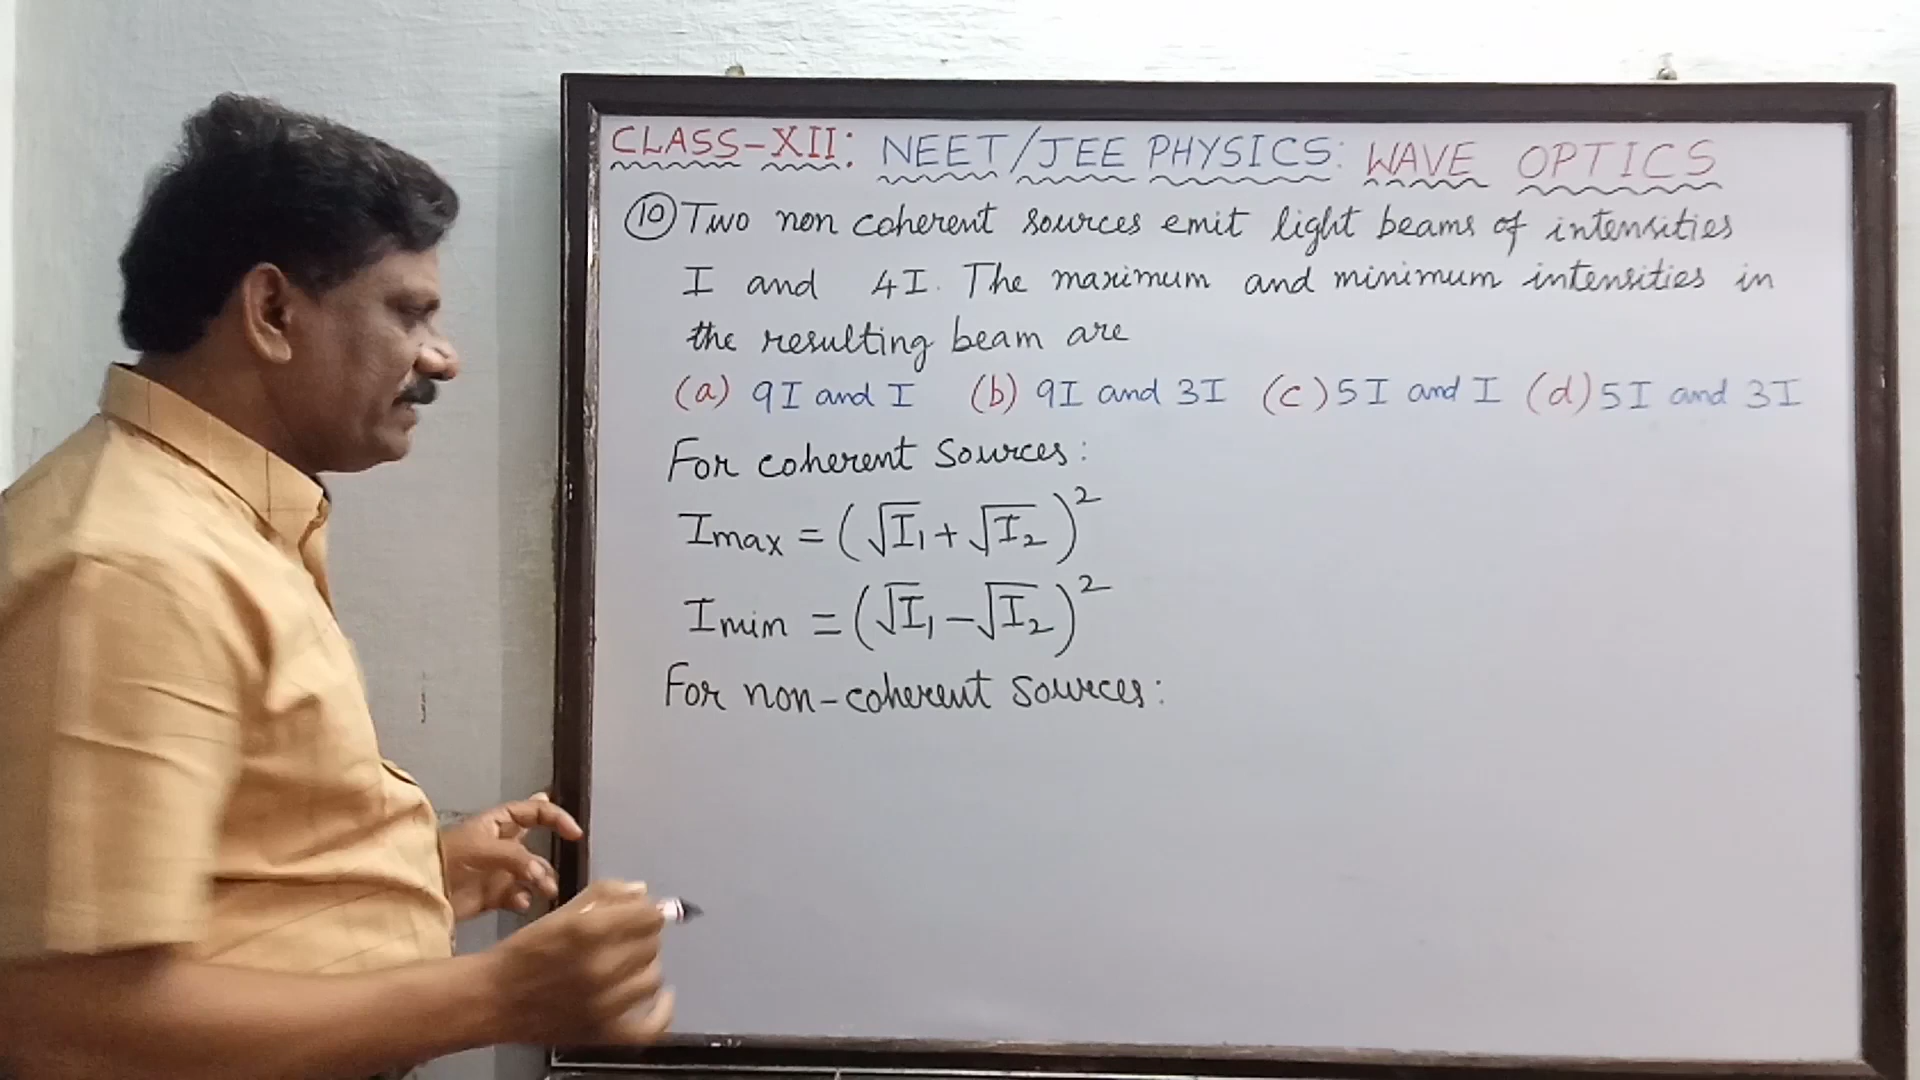 CLASS-XII: NEET/JEE PHYSICS: WAVE OPTICS
10 Two non coherent sources emit light beams of intensities
I and 4I. The maximum and minimum intensities in
the resulting beam are
(a) 9I and I (b) 9I and 3I (c) 5I and I (d) 5I and 3I
For coherent sources:
Imax = (√I₁ + √I₂)²
Imin = (√I₁ - √I₂)²
For non-coherent sources: